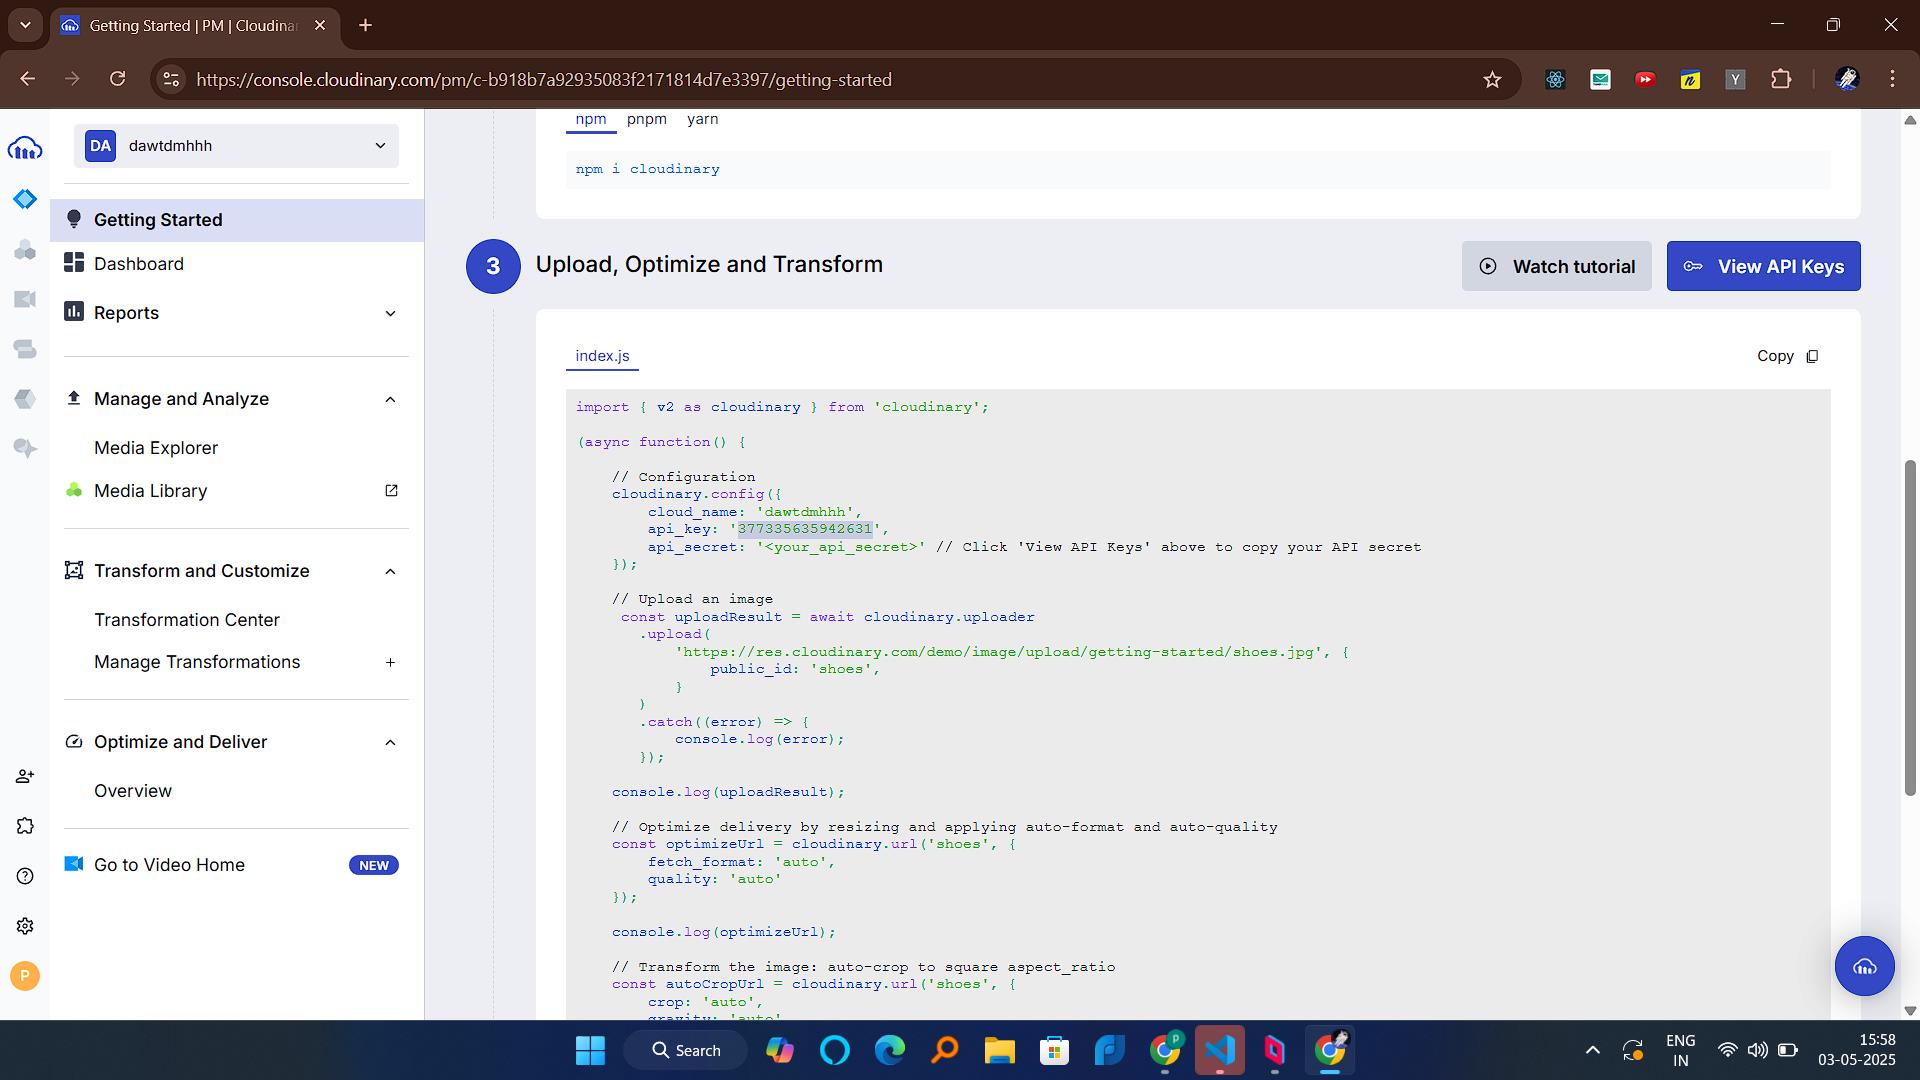 Getting Started | PM | Cloudina
https://console.cloudinary.com/pm/c-b918b7a92935083f2171814d7e3397/getting-started
DA dawtdmhhh
Getting Started
Dashboard
Reports
Manage and Analyze
Media Explorer
Media Library
Transform and Customize
Transformation Center
Manage Transformations
Optimize and Deliver
Overview
Go to Video Home NEW
P
npm pnpm yarn
npm i cloudinary
3 Upload, Optimize and Transform
Watch tutorial
View API Keys
index.js
Copy
import { v2 as cloudinary } from 'cloudinary';
(async function() {
// Configuration
cloudinary.config({
cloud_name: 'dawtdmhhh',
api_key: '377335635942631',
api_secret: '<your_api_secret>' // Click 'View API Keys' above to copy your API secret
});
// Upload an image
const uploadResult = await cloudinary.uploader
.upload(
'https://res.cloudinary.com/demo/image/upload/getting-started/shoes.jpg', {
public_id: 'shoes',
}
)
.catch((error) => {
console.log(error);
});
console.log(uploadResult);
// Optimize delivery by resizing and applying auto-format and auto-quality
const optimizeUrl = cloudinary.url('shoes', {
fetch_format: 'auto',
quality: 'auto'
});
console.log(optimizeUrl);
// Transform the image: auto-crop to square aspect_ratio
const autoCropUrl = cloudinary.url('shoes', {
crop: 'auto',
gravity: 'auto'
Search
ENG
IN
15:58
03-05-2025